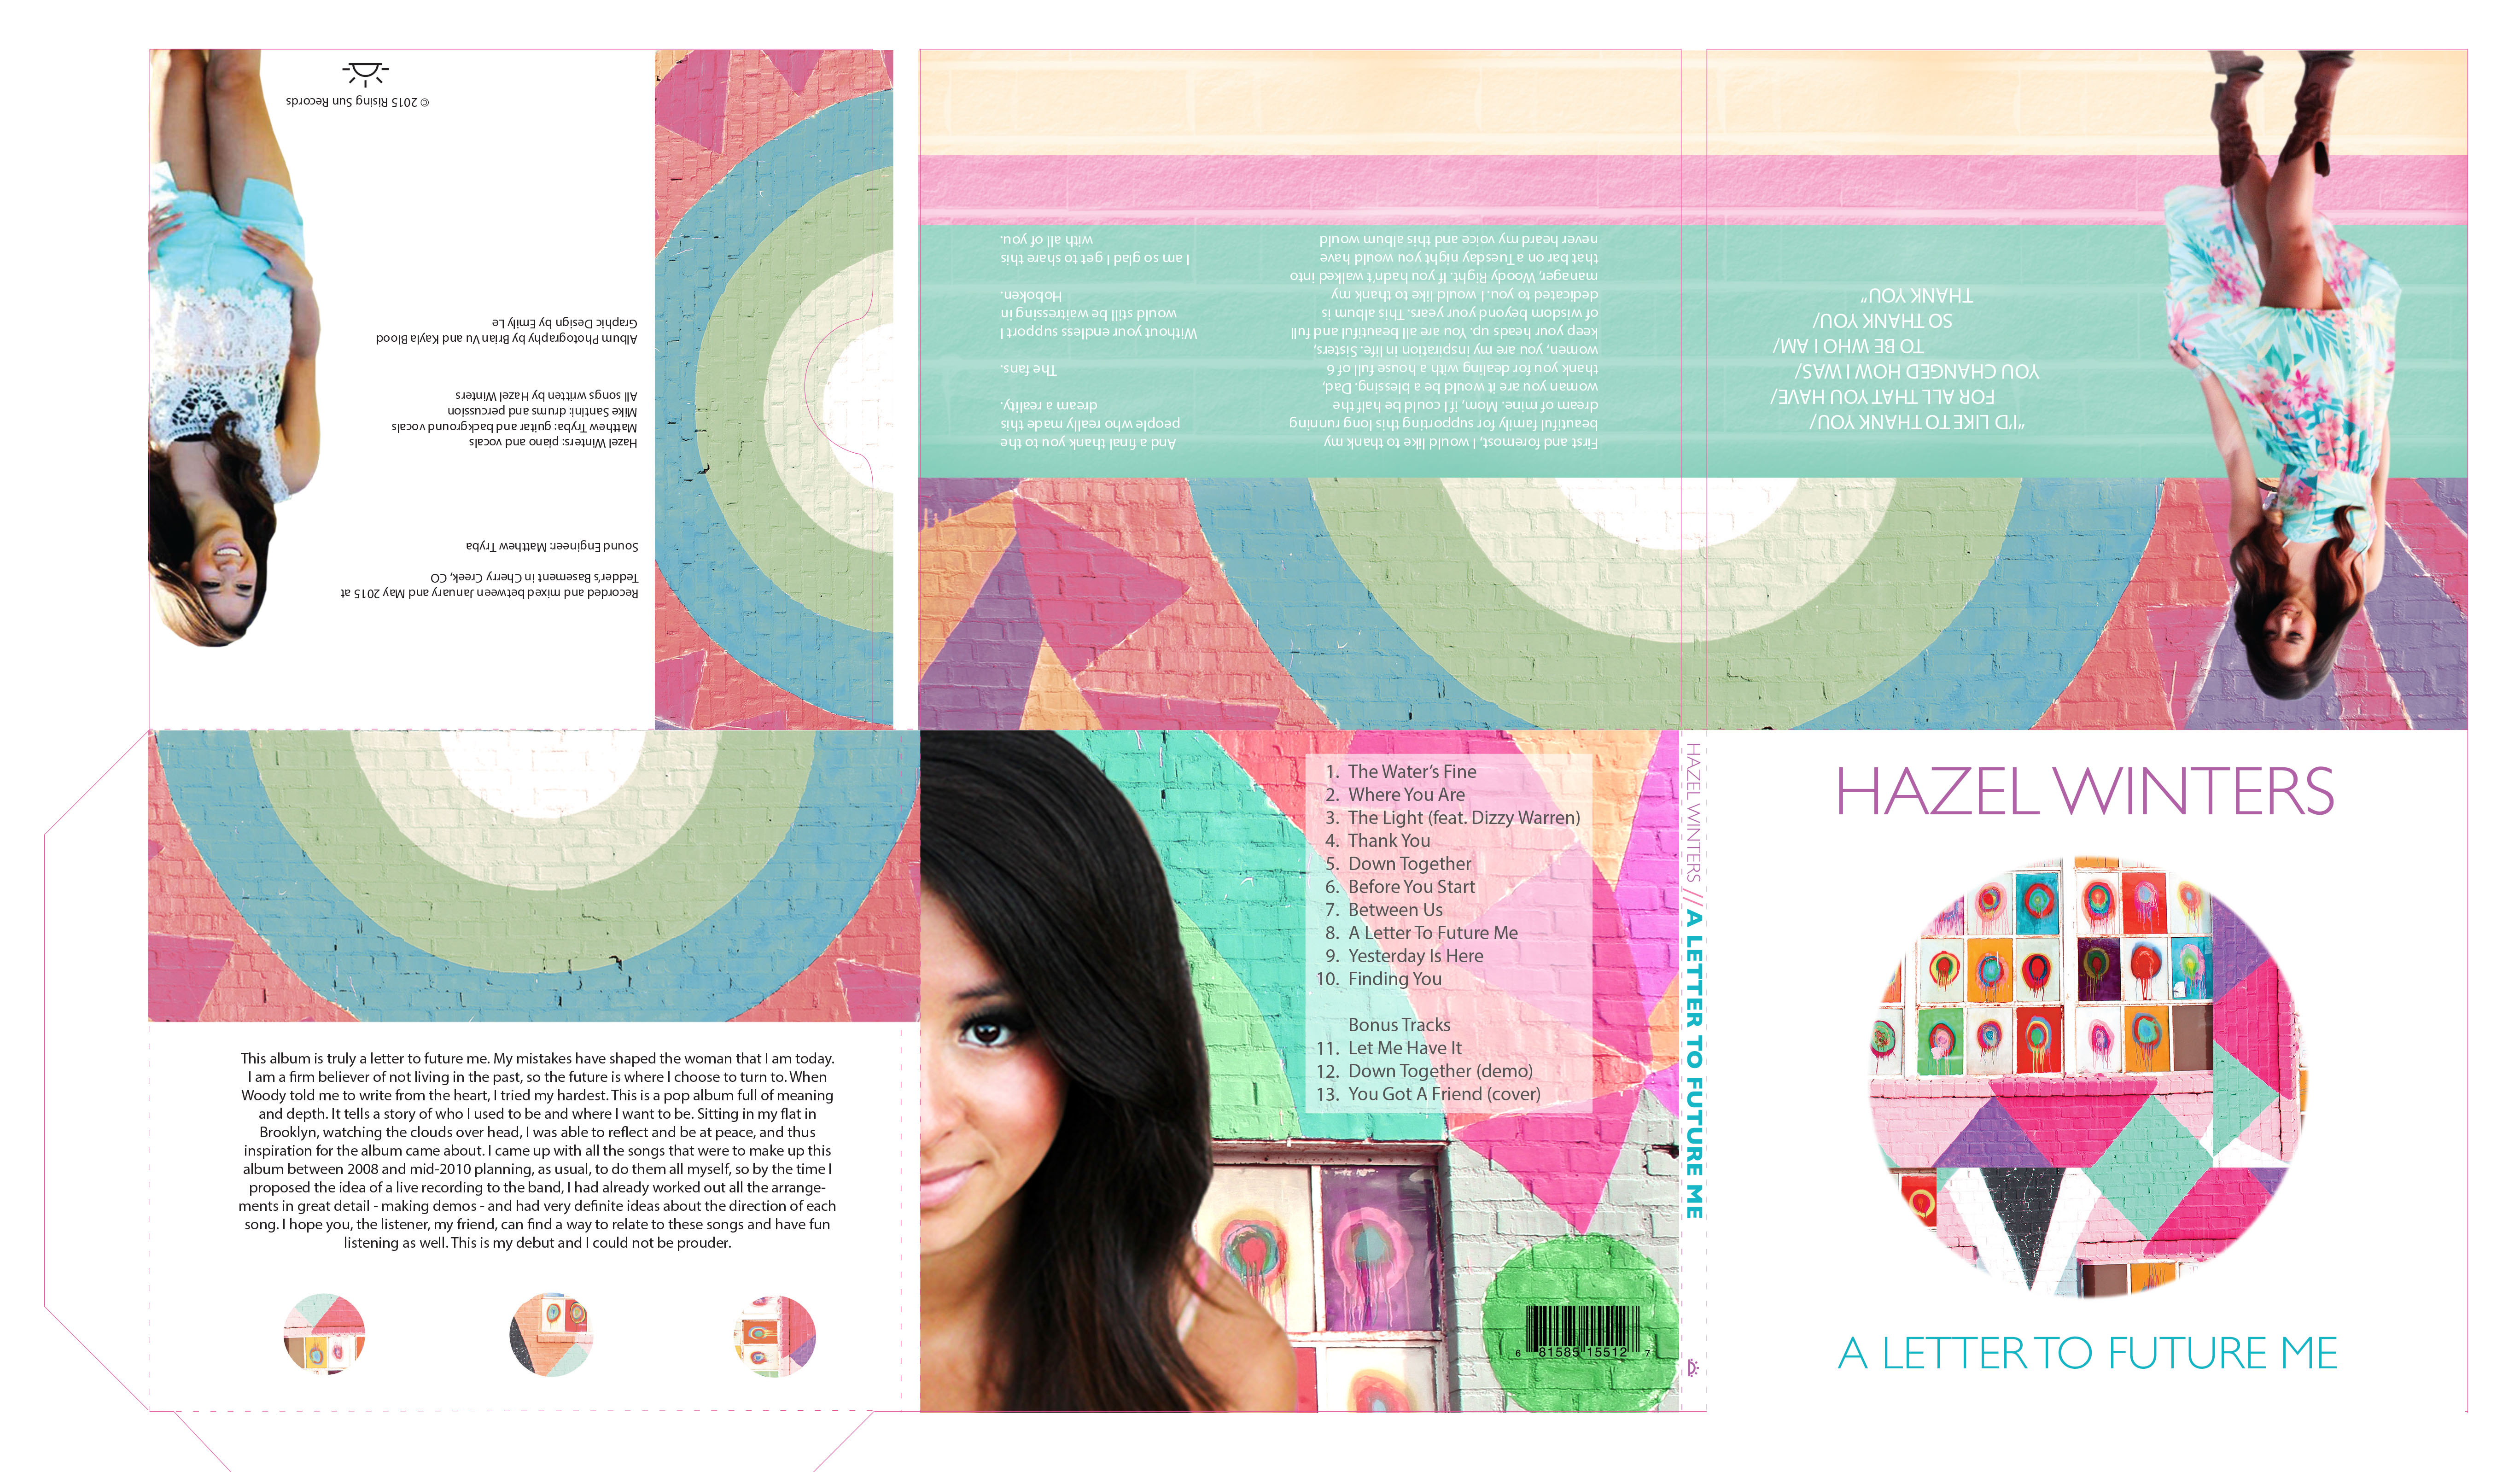 © 2015 Rising Sun Records
Recorded and mixed between January and May 2015 at
Tedder's Basement in Cherry Creek, CO
Sound Engineer: Matthew Tryba
Hazel Winters: piano and vocals
Matthew Tryba: guitar and background vocals
Mike Santini: drums and percussion
All songs written by Hazel Winters
Album Photography by Brian Vu and Kayla Blood
Graphic Design by Emily Le
"I'D LIKE TO THANK YOU/
FOR ALL THAT YOU HAVE/
YOU CHANGED HOW I WAS/
TO BE WHO I AM/
SO THANK YOU/
THANK YOU"
First and foremost, I would like to thank my
beautiful family for supporting this long running
dream of mine. Mom, if I could be half the
woman you are it would be a blessing. Dad,
thank you for dealing with a house full of 6
women, you are my inspiration in life. Sisters,
keep your heads up. You are all beautiful and full
of wisdom beyond your years. This album is
dedicated to you. I would like to thank my
manager, Woody Right. If you hadn't walked into
that bar on a Tuesday night you would have
never heard my voice and this album would
And a final thank you to the
people who really made this
dream a reality.
The fans.
Without your endless support I
would still be waitressing in
Hoboken.
I am so glad I get to share this
with all of you.
This album is truly a letter to future me. My mistakes have shaped the woman that I am today.
I am a firm believer of not living in the past, so the future is where I choose to turn to. When
Woody told me to write from the heart, I tried my hardest. This is a pop album full of meaning
and depth. It tells a story of who I used to be and where I want to be. Sitting in my flat in
Brooklyn, watching the clouds over head, I was able to reflect and be at peace, and thus
inspiration for the album came about. I came up with all the songs that were to make up this
album between 2008 and mid-2010 planning, as usual, to do them all myself, so by the time I
proposed the idea of a live recording to the band, I had already worked out all the arrange-
ments in great detail - making demos - and had very definite ideas about the direction of each
song. I hope you, the listener, my friend, can find a way to relate to these songs and have fun
listening as well. This is my debut and I could not be prouder.
1. The Water's Fine
2. Where You Are
3. The Light (feat. Dizzy Warren)
4. Thank You
5. Down Together
6. Before You Start
7. Between Us
8. A Letter To Future Me
9. Yesterday Is Here
10. Finding You
Bonus Tracks
11. Let Me Have It
12. Down Together (demo)
13. You Got A Friend (cover)
6 81585 15512 7
HAZEL WINTERS // A LETTER TO FUTURE ME
HAZEL WINTERS
A LETTER TO FUTURE ME